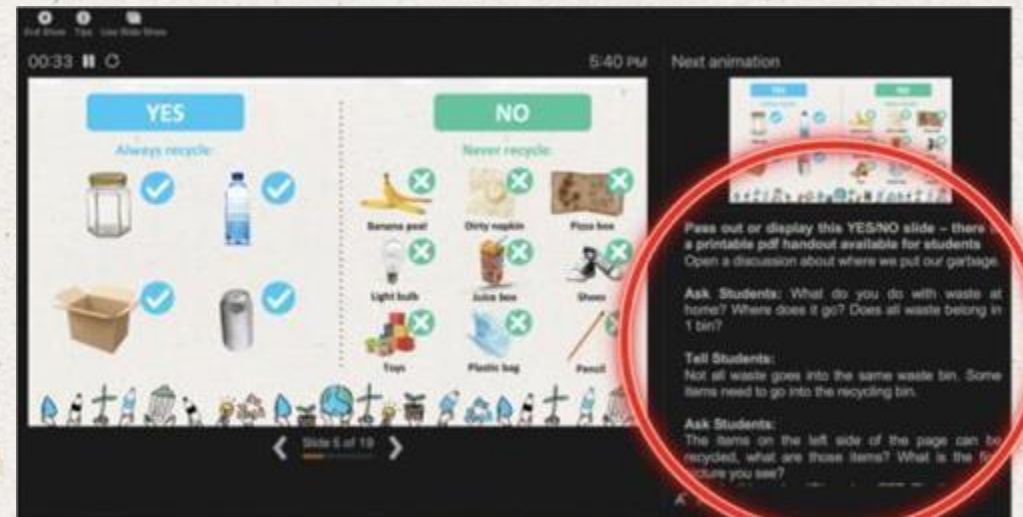 End Show Tips Use Slide Show
00:33
5:40 PM
Next animation
YES
NO
Always recycle:
Never recycle:
Banana peel
Dirty napkin
Pizza box
Light bulb
Juice box
Shoes
Toys
Plastic bag
Pencil
Slide 5 of 19
YES
NO
Pass out or display this YES/NO slide – there
a printable pdf handout available for students
Open a discussion about where we put our garbage.
Ask Students: What do you do with waste at
home? Where does it go? Does all waste belong in
1 bin?
Tell Students:
Not all waste goes into the same waste bin. Some
items need to go into the recycling bin.
Ask Students:
The items on the left side of the page can be
recycled, what are those items? What is the
picture you see?